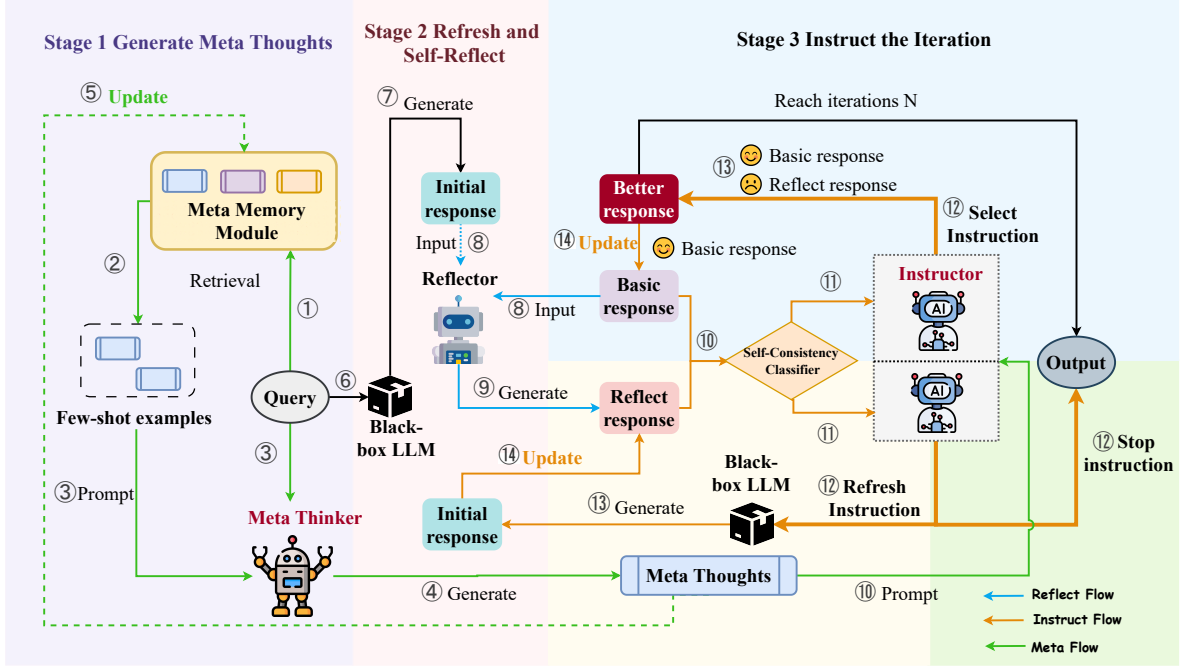 Stage 1 Generate Meta Thoughts
Stage 2 Refresh and
Self-Reflect
Stage 3 Instruct the Iteration
⑤ Update
⑦ Generate
Reach iterations N
⑬
Basic response
Reflect response
Meta Memory
Module
Initial
response
Better
response
⑫ Select
Instruction
②
Retrieval
①
Input ⑧
⑭ Update
Basic response
Reflector
Basic
response
⑧ Input
⑪
Instructor
AI
⑩
Self-Consistency
Classifier
Output
Few-shot examples
Query
⑥
Black-
box LLM
⑨ Generate
Reflect
response
AI
⑪
③
③ Prompt
⑭ Update
Black-
box LLM
⑫ Refresh
Instruction
⑫ Stop
instruction
Meta Thinker
Initial
response
⑬ Generate
④ Generate
Meta Thoughts
⑩ Prompt
Reflect Flow
Instruct Flow
Meta Flow